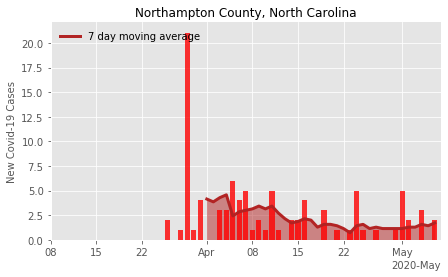 Northampton County, North Carolina
7 day moving average
New Covid-19 Cases
20.0
17.5
15.0
12.5
10.0
7.5
5.0
2.5
0.0
08 15 22 Apr 08 15 22 May
2020-May